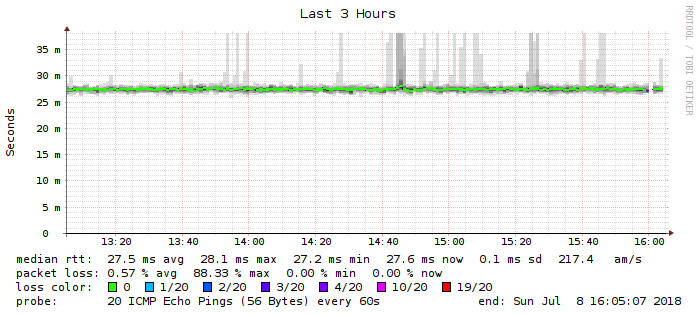 Last 3 Hours
RRDTOOL / TOBI OETIKER
Seconds
35 m
30 m
25 m
20 m
15 m
10 m
5 m
0
13:20 13:40 14:00 14:20 14:40 15:00 15:20 15:40 16:00
median rtt: 27.5 ms avg 28.1 ms max 27.2 ms min 27.6 ms now 0.1 ms sd 217.4 am/s
packet loss: 0.57 % avg 88.33 % max 0.00 % min 0.00 % now
loss color: 0 1/20 2/20 3/20 4/20 10/20 19/20
probe: 20 ICMP Echo Pings (56 Bytes) every 60s end: Sun Jul 8 16:05:07 2018